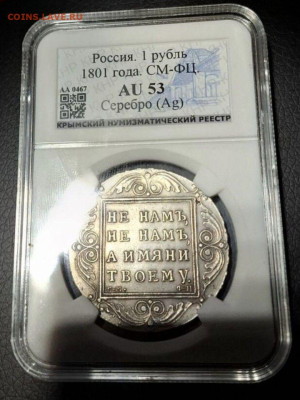 COINS.LAVE.RU
Россия. 1 рубль
1801 года. СМ-ФЦ.
АА 0467
AU 53
Серебро (Ag)
КРЫМСКИЙ НУМИЗМАТИЧЕСКИЙ РЕЕСТР
НЕ НАМЪ,
НЕ НАМЪ,
А ИМЯНИ
ТВОЕМУ.